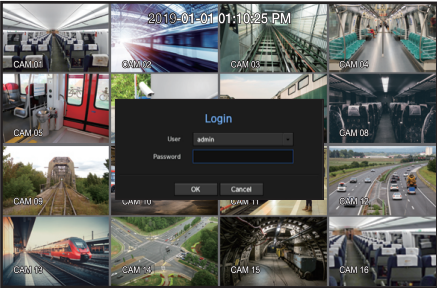 2019-01-01 01:10:25 PM
CAM 01
CAM 02
CAM 03
CAM 04
CAM 05
CAM 08
Login
User
admin
Password
OK
Cancel
CAM 09
CAM 10
CAM 11
CAM 12
CAM 13
CAM 14
CAM 15
CAM 16